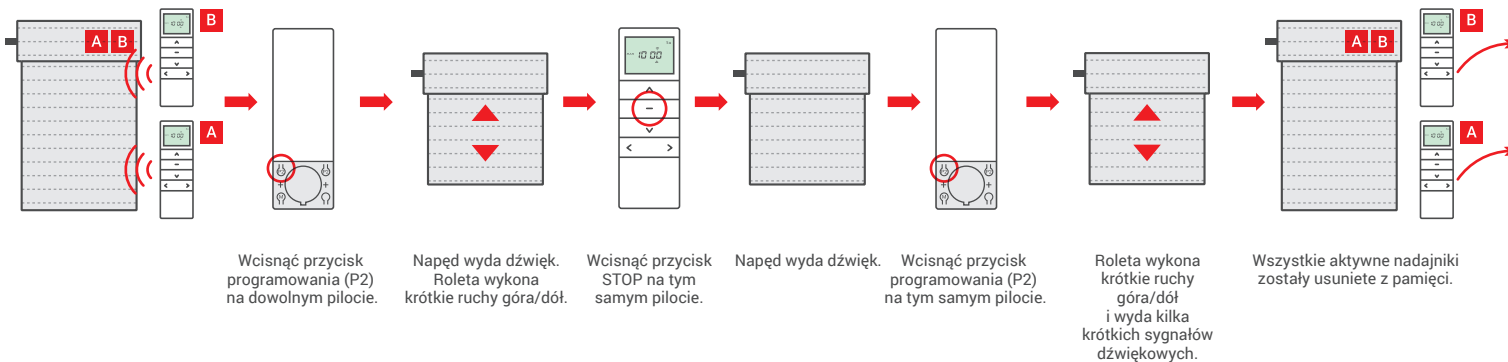 A B
B
A
10:00
A B
B
A
Wcisnąć przycisk
programowania (P2)
na dowolnym pilocie.
Napęd wyda dźwięk.
Roleta wykona
krótkie ruchy góra/dół.
Wcisnąć przycisk
STOP na tym
samym pilocie.
Napęd wyda dźwięk.
Wcisnąć przycisk
programowania (P2)
na tym samym pilocie.
Roleta wykona
krótkie ruchy
góra/dół
i wyda kilka
krótkich sygnałów
dźwiękowych.
Wszystkie aktywne nadajniki
zostały usuniete z pamięci.